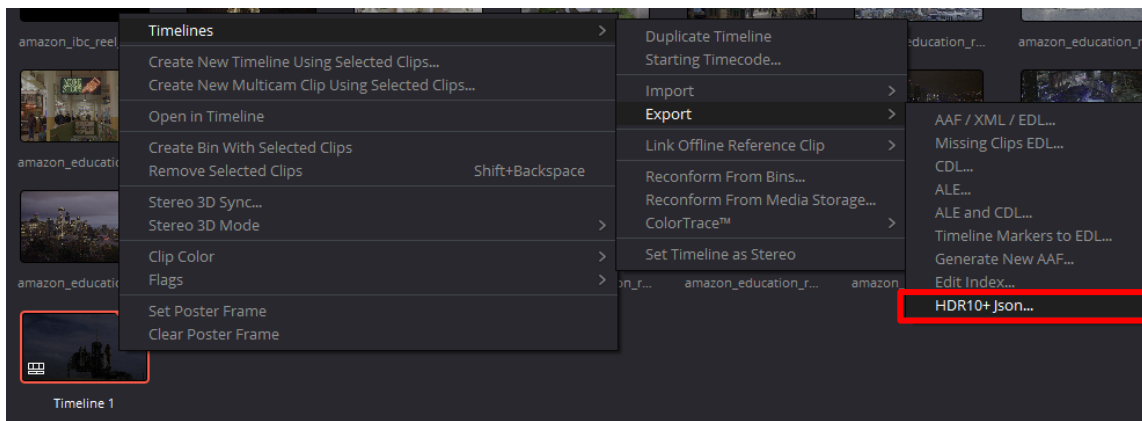 Timelines >
Create New Timeline Using Selected Clips...
Create New Multicam Clip Using Selected Clips...
Open in Timeline
Create Bin With Selected Clips
Remove Selected Clips Shift+Backspace
Stereo 3D Sync...
Stereo 3D Mode >
Clip Color >
Flags >
Set Poster Frame
Clear Poster Frame
Duplicate Timeline
Starting Timecode...
Import >
Export >
Link Offline Reference Clip >
Reconform From Bins...
Reconform From Media Storage...
ColorTrace™ >
Set Timeline as Stereo
AAF / XML / EDL...
Missing Clips EDL...
CDL...
ALE...
ALE and CDL...
Timeline Markers to EDL...
Generate New AAF...
Edit Index...
HDR10+ Json...
amazon_ibc_reel
education_r...
amazon_education_r
amazon_educatio
amazon_educatio
on_r...
amazon_education_r...
amazon
Timeline 1